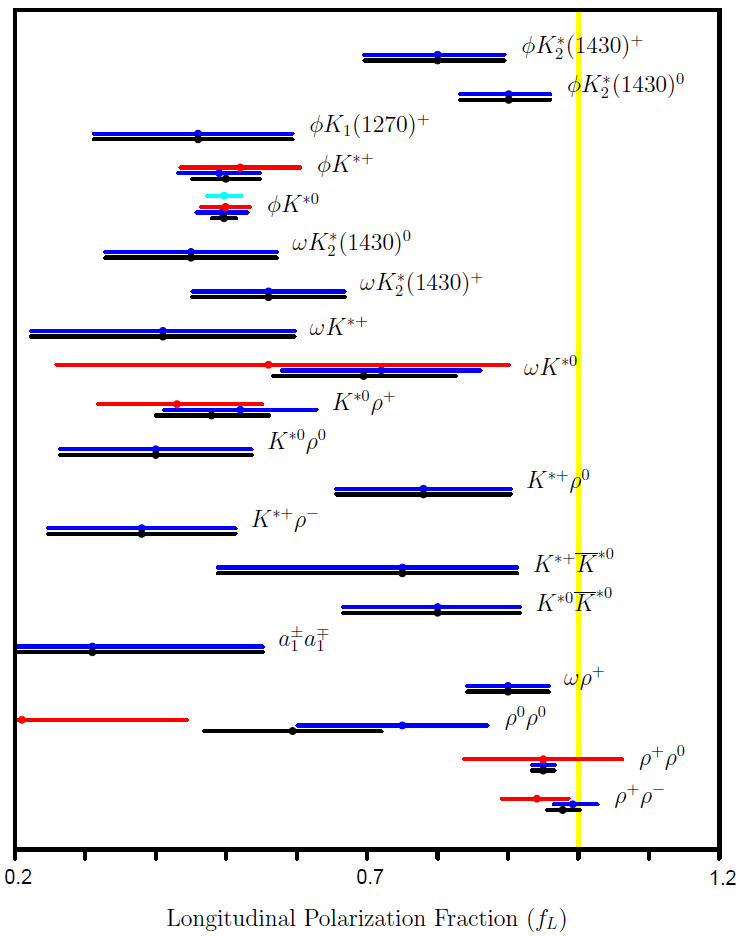 ϕK₂*(1430)⁺
ϕK₂*(1430)⁰
ϕK₁(1270)⁺
ϕK*⁺
ϕK*⁰
ωK₂*(1430)⁰
ωK₂*(1430)⁺
ωK*⁺
ωK*⁰
K*⁰ρ⁺
K*⁰ρ⁰
K*⁺ρ⁰
K*⁺ρ⁻
K*⁺K̅*⁰
K*⁰K̅*⁰
a₁±a₁∓
ωρ⁺
ρ⁰ρ⁰
ρ⁺ρ⁰
ρ⁺ρ⁻
0.2 0.7 1.2
Longitudinal Polarization Fraction (f_L)